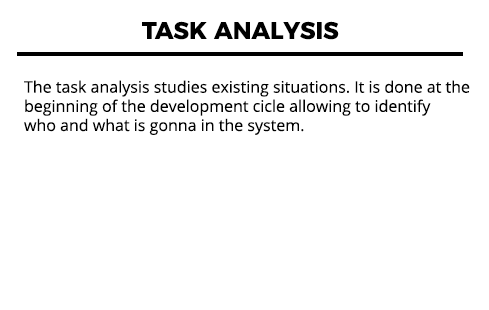 TASK ANALYSIS
The task analysis studies existing situations. It is done at the
beginning of the development cicle allowing to identify
who and what is gonna in the system.